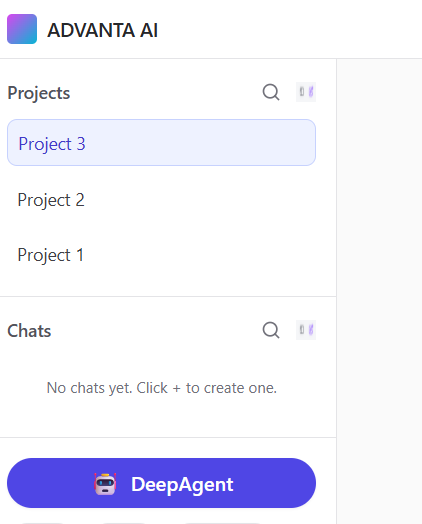 ADVANTA AI
Projects
Project 3
Project 2
Project 1
Chats
No chats yet. Click + to create one.
DeepAgent